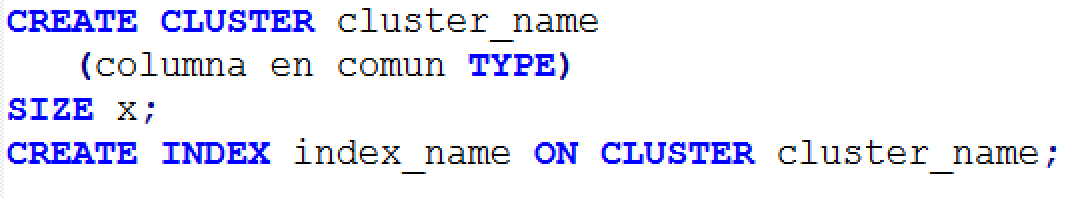 CREATE CLUSTER cluster_name
(columna en comun TYPE)
SIZE x;
CREATE INDEX index_name ON CLUSTER cluster_name;